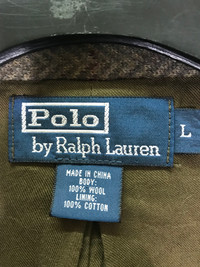 Polo
by Ralph Lauren
L
MADE IN CHINA
BODY:
100% WOOL
LINING:
100% COTTON